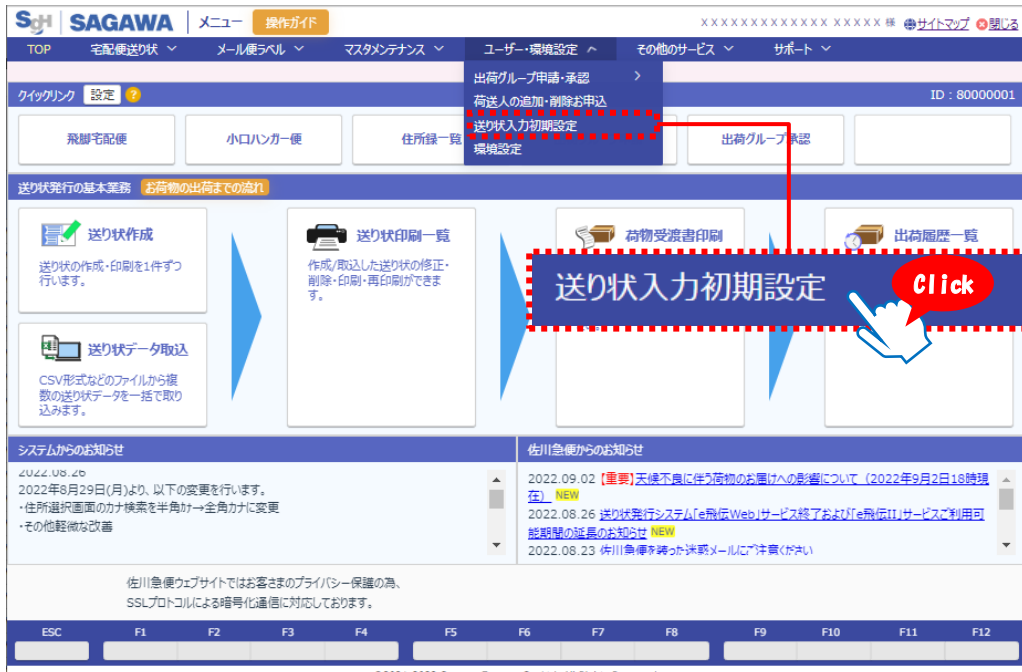 SgH SAGAWA メニュー 操作ガイド XXXXXXXXXXXXXX XXXXX 様 サイトマップ 閉じる
TOP 宅配便送り状 メール便ラベル マスタメンテナンス ユーザー・環境設定 その他のサービス サポート
出荷グループ申請・承認
荷送人の追加・削除お申込
送り状入力初期設定
環境設定
クイックリンク 設定 ? ID : 80000001
飛脚宅配便 小口ハンガー便 住所録一覧 出荷グループ承認
送り状発行の基本業務 お荷物の出荷までの流れ
送り状作成
送り状の作成・印刷を1件ずつ
行います。
送り状データ取込
CSV形式などのファイルから複
数の送り状データを一括で取り
込みます。
送り状印刷一覧
作成/取込した送り状の修正・
削除・印刷・再印刷ができま
す。
荷物受渡書印刷
出荷履歴一覧
送り状入力初期設定
Click
システムからのお知らせ
2022.08.26
2022年8月29日(月)より、以下の変更を行います。
・住所選択画面のカナ検索を半角ｶﾅ→全角カナに変更
・その他軽微な改善
佐川急便からのお知らせ
2022.09.02 【重要】天候不良に伴う荷物のお届けへの影響について（2022年9月2日18時現
在） NEW
2022.08.26 送り状発行システム「e飛伝Web」サービス終了および「e飛伝II」サービスご利用可
能期間の延長のお知らせ NEW
2022.08.23 佐川急便を装った迷惑メールにご注意ください
佐川急便ウェブサイトではお客さまのプライバシー保護の為、
SSLプロトコルによる暗号化通信に対応しております。
ESC F1 F2 F3 F4 F5 F6 F7 F8 F9 F10 F11 F12